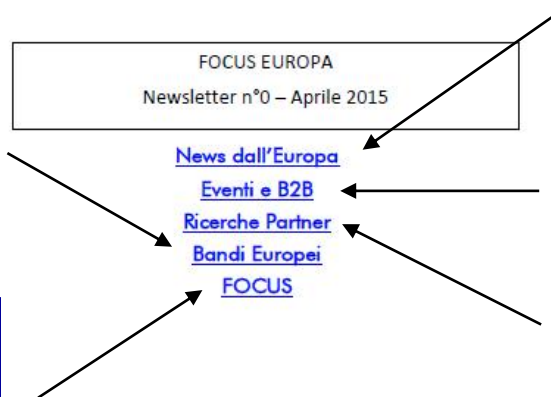 FOCUS EUROPA
Newsletter n°0 – Aprile 2015
News dall'Europa
Eventi e B2B
Ricerche Partner
Bandi Europei
FOCUS